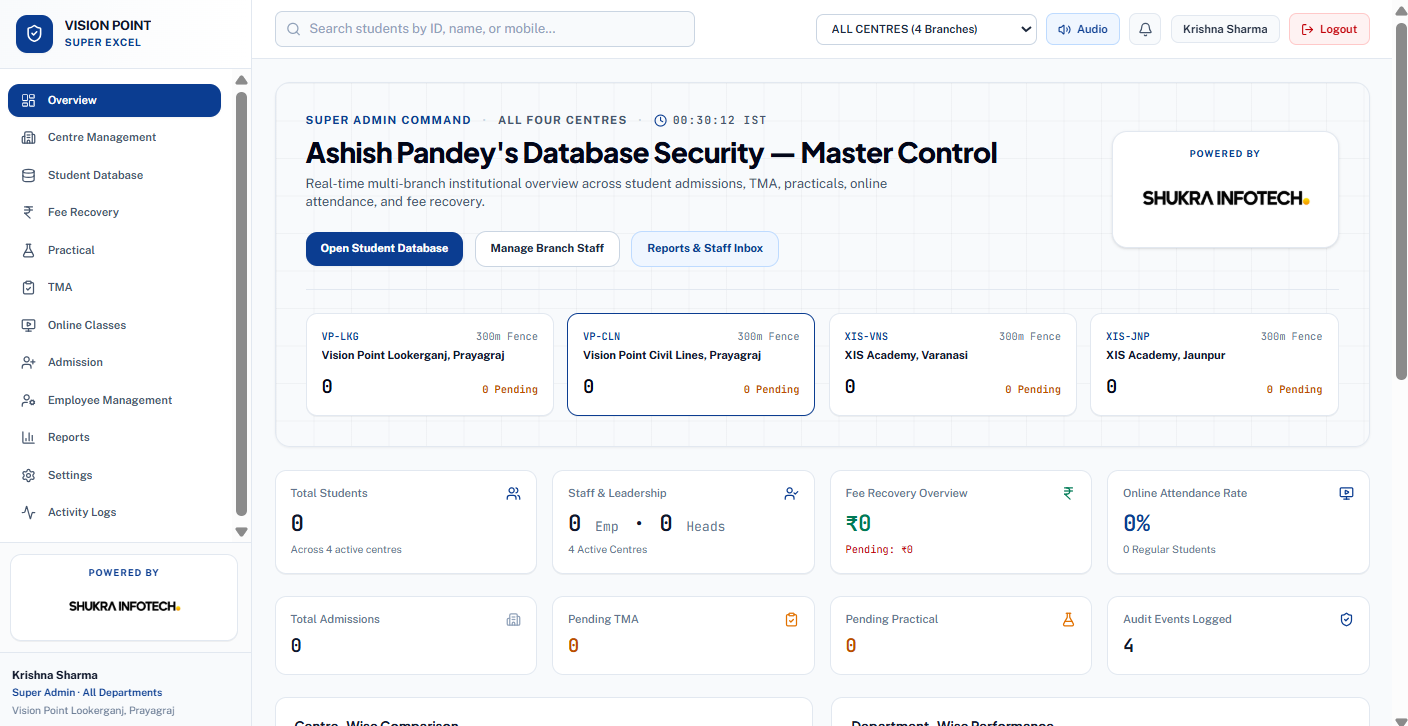 VISION POINT
SUPER EXCEL
Search students by ID, name, or mobile...
ALL CENTRES (4 Branches)
Audio
Krishna Sharma
Logout
Overview
Centre Management
Student Database
Fee Recovery
Practical
TMA
Online Classes
Admission
Employee Management
Reports
Settings
Activity Logs
POWERED BY
SHUKRA INFOTECH.
Krishna Sharma
Super Admin · All Departments
Vision Point Lookerganj, Prayagraj
SUPER ADMIN COMMAND · ALL FOUR CENTRES · 00:30:12 IST
Ashish Pandey's Database Security — Master Control
Real-time multi-branch institutional overview across student admissions, TMA, practicals, online
attendance, and fee recovery.
Open Student Database
Manage Branch Staff
Reports & Staff Inbox
POWERED BY
SHUKRA INFOTECH.
VP-LKG 300m Fence
Vision Point Lookerganj, Prayagraj
0 0 Pending
VP-CLN 300m Fence
Vision Point Civil Lines, Prayagraj
0 0 Pending
XIS-VNS 300m Fence
XIS Academy, Varanasi
0 0 Pending
XIS-JNP 300m Fence
XIS Academy, Jaunpur
0 0 Pending
Total Students
0
Across 4 active centres
Staff & Leadership
0 Emp • 0 Heads
4 Active Centres
Fee Recovery Overview
₹0
Pending: ₹0
Online Attendance Rate
0%
0 Regular Students
Total Admissions
0
Pending TMA
0
Pending Practical
0
Audit Events Logged
4
Centre-Wise Comparison
Department-Wise Performance